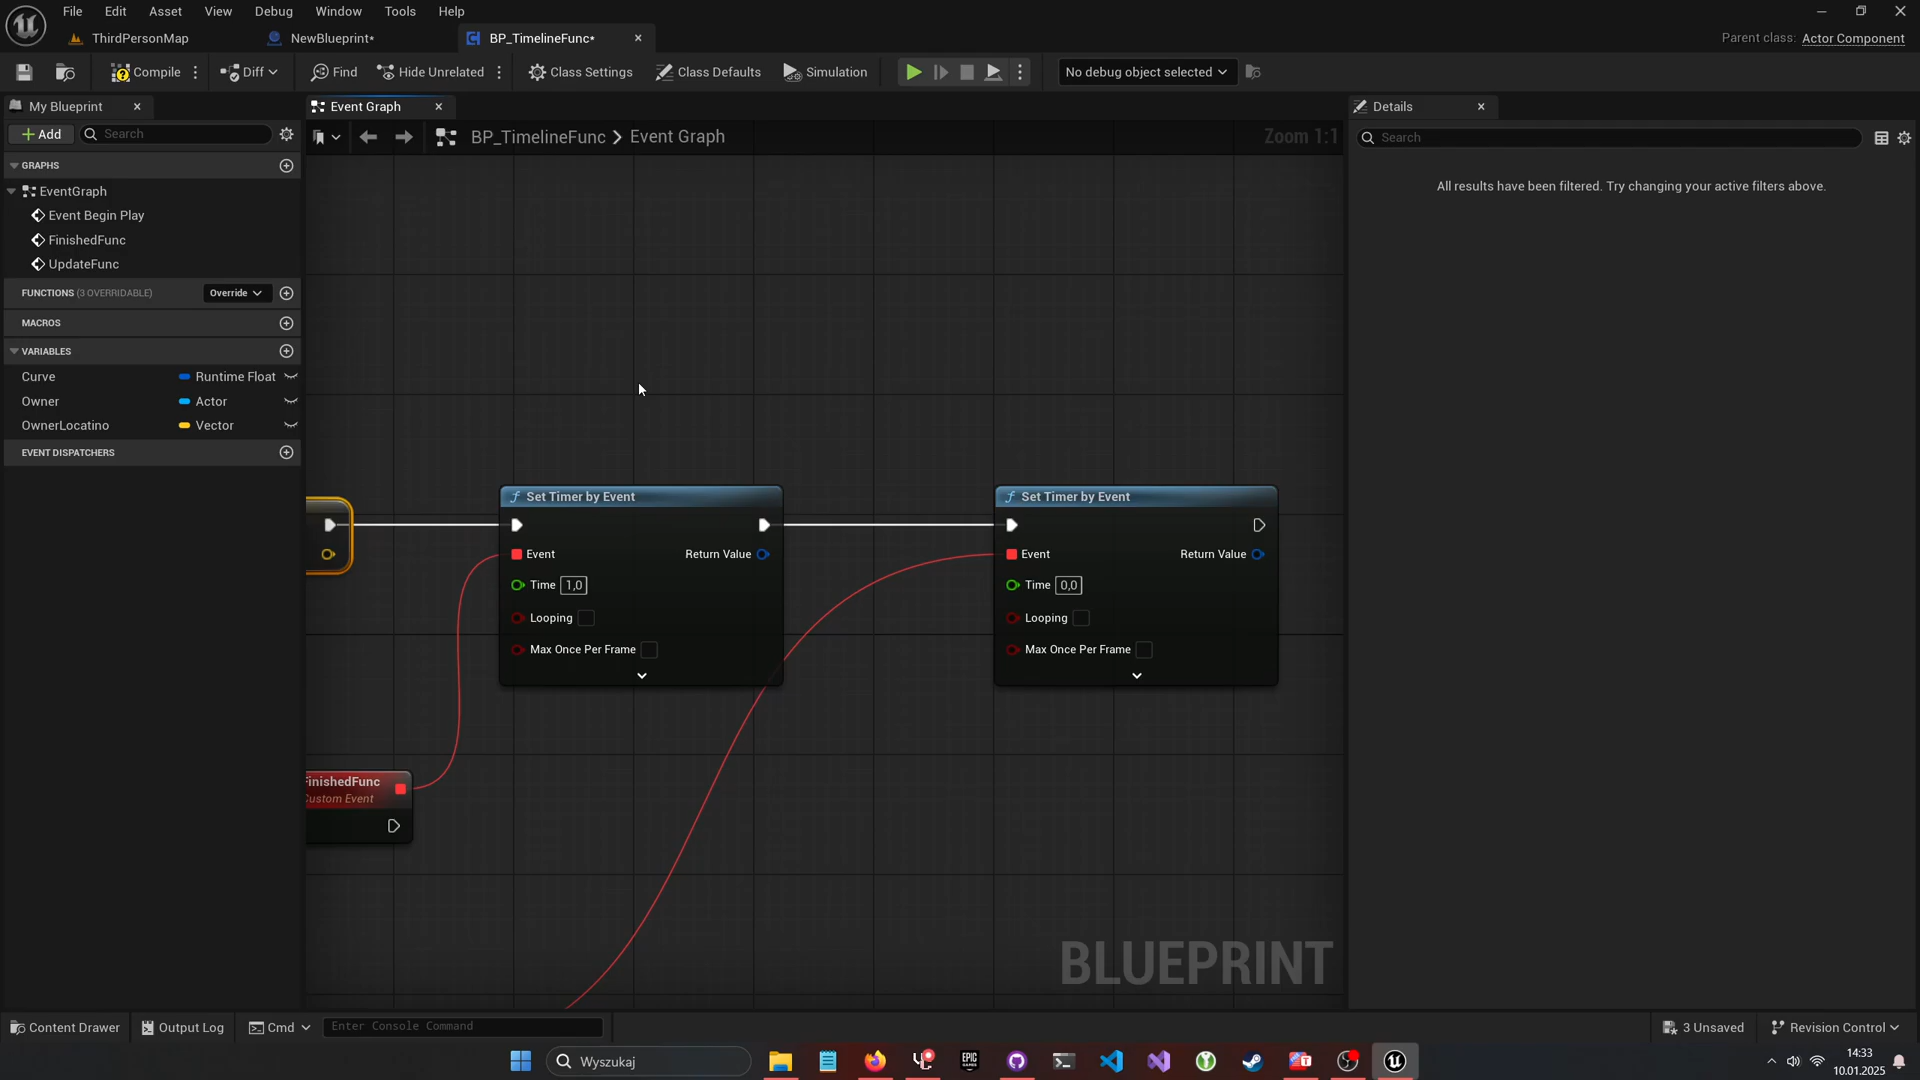 File Edit Asset View Debug Window Tools Help
ThirdPersonMap NewBlueprint* BP_TimelineFunc* Parent class: Actor Component
Compile Diff Find Hide Unrelated Class Settings Class Defaults Simulation No debug object selected
My Blueprint Event Graph Details
Add Search
BP_TimelineFunc > Event Graph Zoom 1:1
Search
GRAPHS
EventGraph
Event Begin Play
FinishedFunc
UpdateFunc
FUNCTIONS (3 OVERRIDABLE) Override
MACROS
VARIABLES
Curve Runtime Float
Owner Actor
OwnerLocatino Vector
EVENT DISPATCHERS
All results have been filtered. Try changing your active filters above.
Set Timer by Event
Event Return Value
Time 1,0
Looping
Max Once Per Frame
Set Timer by Event
Event Return Value
Time 0,0
Looping
Max Once Per Frame
FinishedFunc
Custom Event
BLUEPRINT
Content Drawer Output Log Cmd Enter Console Command 3 Unsaved Revision Control
Wyszukaj
EPIC GAMES
14:33
10.01.2025